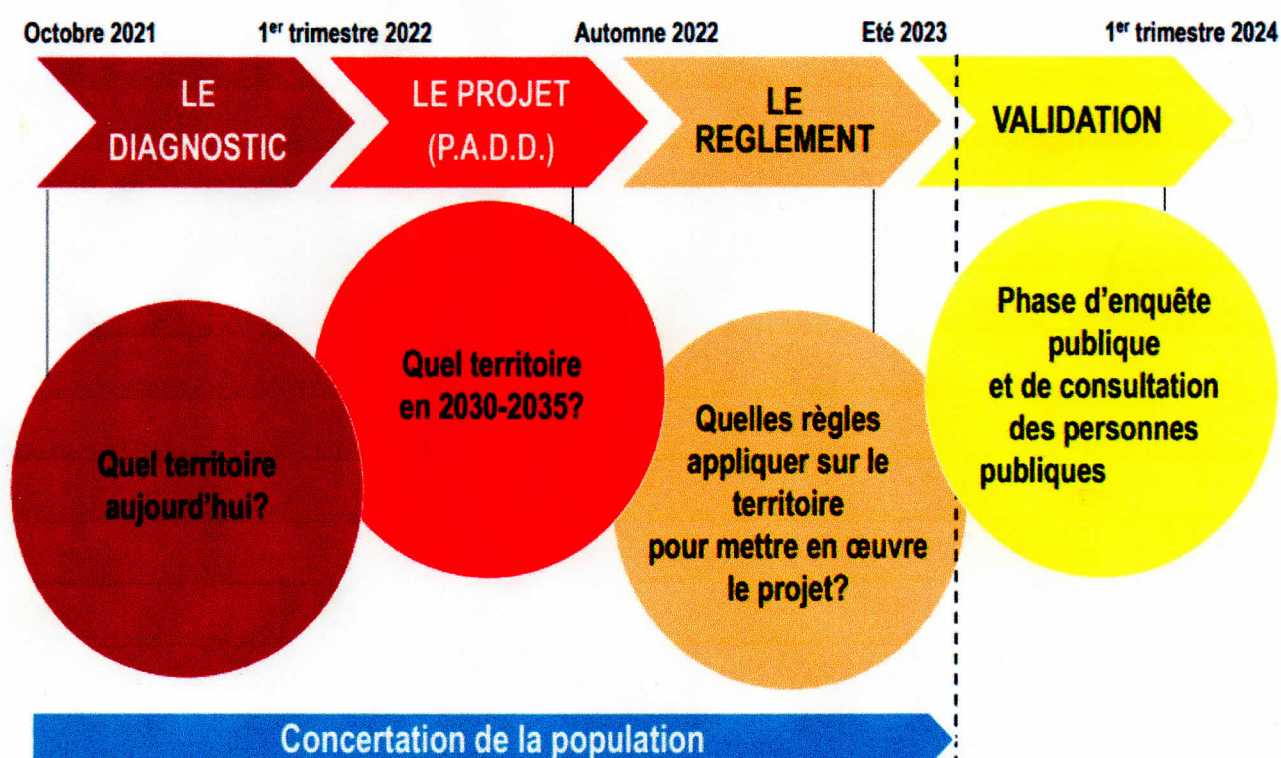 Octobre 2021 1er trimestre 2022 Automne 2022 Eté 2023 1er trimestre 2024
LE
DIAGNOSTIC
LE PROJET
(P.A.D.D.)
LE
REGLEMENT
VALIDATION
Quel territoire
aujourd'hui?
Quel territoire
en 2030-2035?
Quelles règles
appliquer sur le
territoire
pour mettre en œuvre
le projet?
Phase d'enquête
publique
et de consultation
des personnes
publiques
Concertation de la population